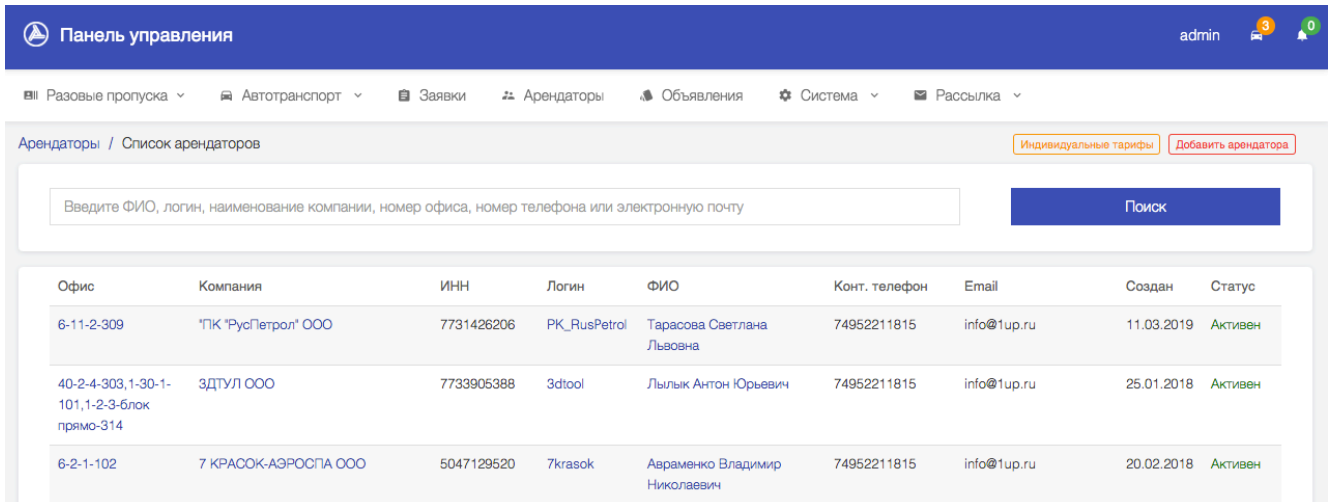 Панель управления
admin
3
0
Разовые пропуска
Автотранспорт
Заявки
Арендаторы
Объявления
Система
Рассылка
Арендаторы / Список арендаторов
Индивидуальные тарифы
Добавить арендатора
Введите ФИО, логин, наименование компании, номер офиса, номер телефона или электронную почту
Поиск
Офис Компания ИНН Логин ФИО Конт. телефон Email Создан Статус
6-11-2-309 "ПК "РусПетрол" ООО 7731426206 PK_RusPetrol Тарасова Светлана 74952211815 info@1up.ru 11.03.2019 Активен
Львовна
40-2-4-303,1-30-1- 3ДТУЛ ООО 7733905388 3dtool Лылык Антон Юрьевич 74952211815 info@1up.ru 25.01.2018 Активен
101,1-2-3-блок
прямо-314
6-2-1-102 7 КРАСОК-АЭРОСПА ООО 5047129520 7krasok Авраменко Владимир 74952211815 info@1up.ru 20.02.2018 Активен
Николаевич